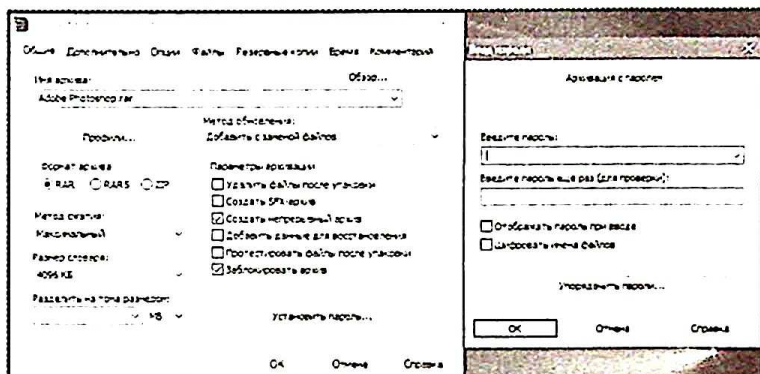 Общие Дополнительно Опции Файлы Резервные копии Время Комментарий
Имя архива:
Обзор...
Adobe Photoshop.rar
Метод обновления:
Профили...
Добавить с заменой файлов
Формат архива
RAR RAR5 ZIP
Метод сжатия:
Максимальный
Размер словаря:
4096 КБ
Разделить на тома размером:
МБ
Параметры архивации
Удалить файлы после упаковки
Создать SFX-архив
Создать непрерывный архив
Добавить данные для восстановления
Протестировать файлы после упаковки
Заблокировать архив
Установить пароль...
ОК Отмена Справка
Архивация с паролем
Введите пароль:
Введите пароль еще раз (для проверки):
Отображать пароль при вводе
Шифровать имена файлов
Упорядочить пароли...
ОК Отмена Справка